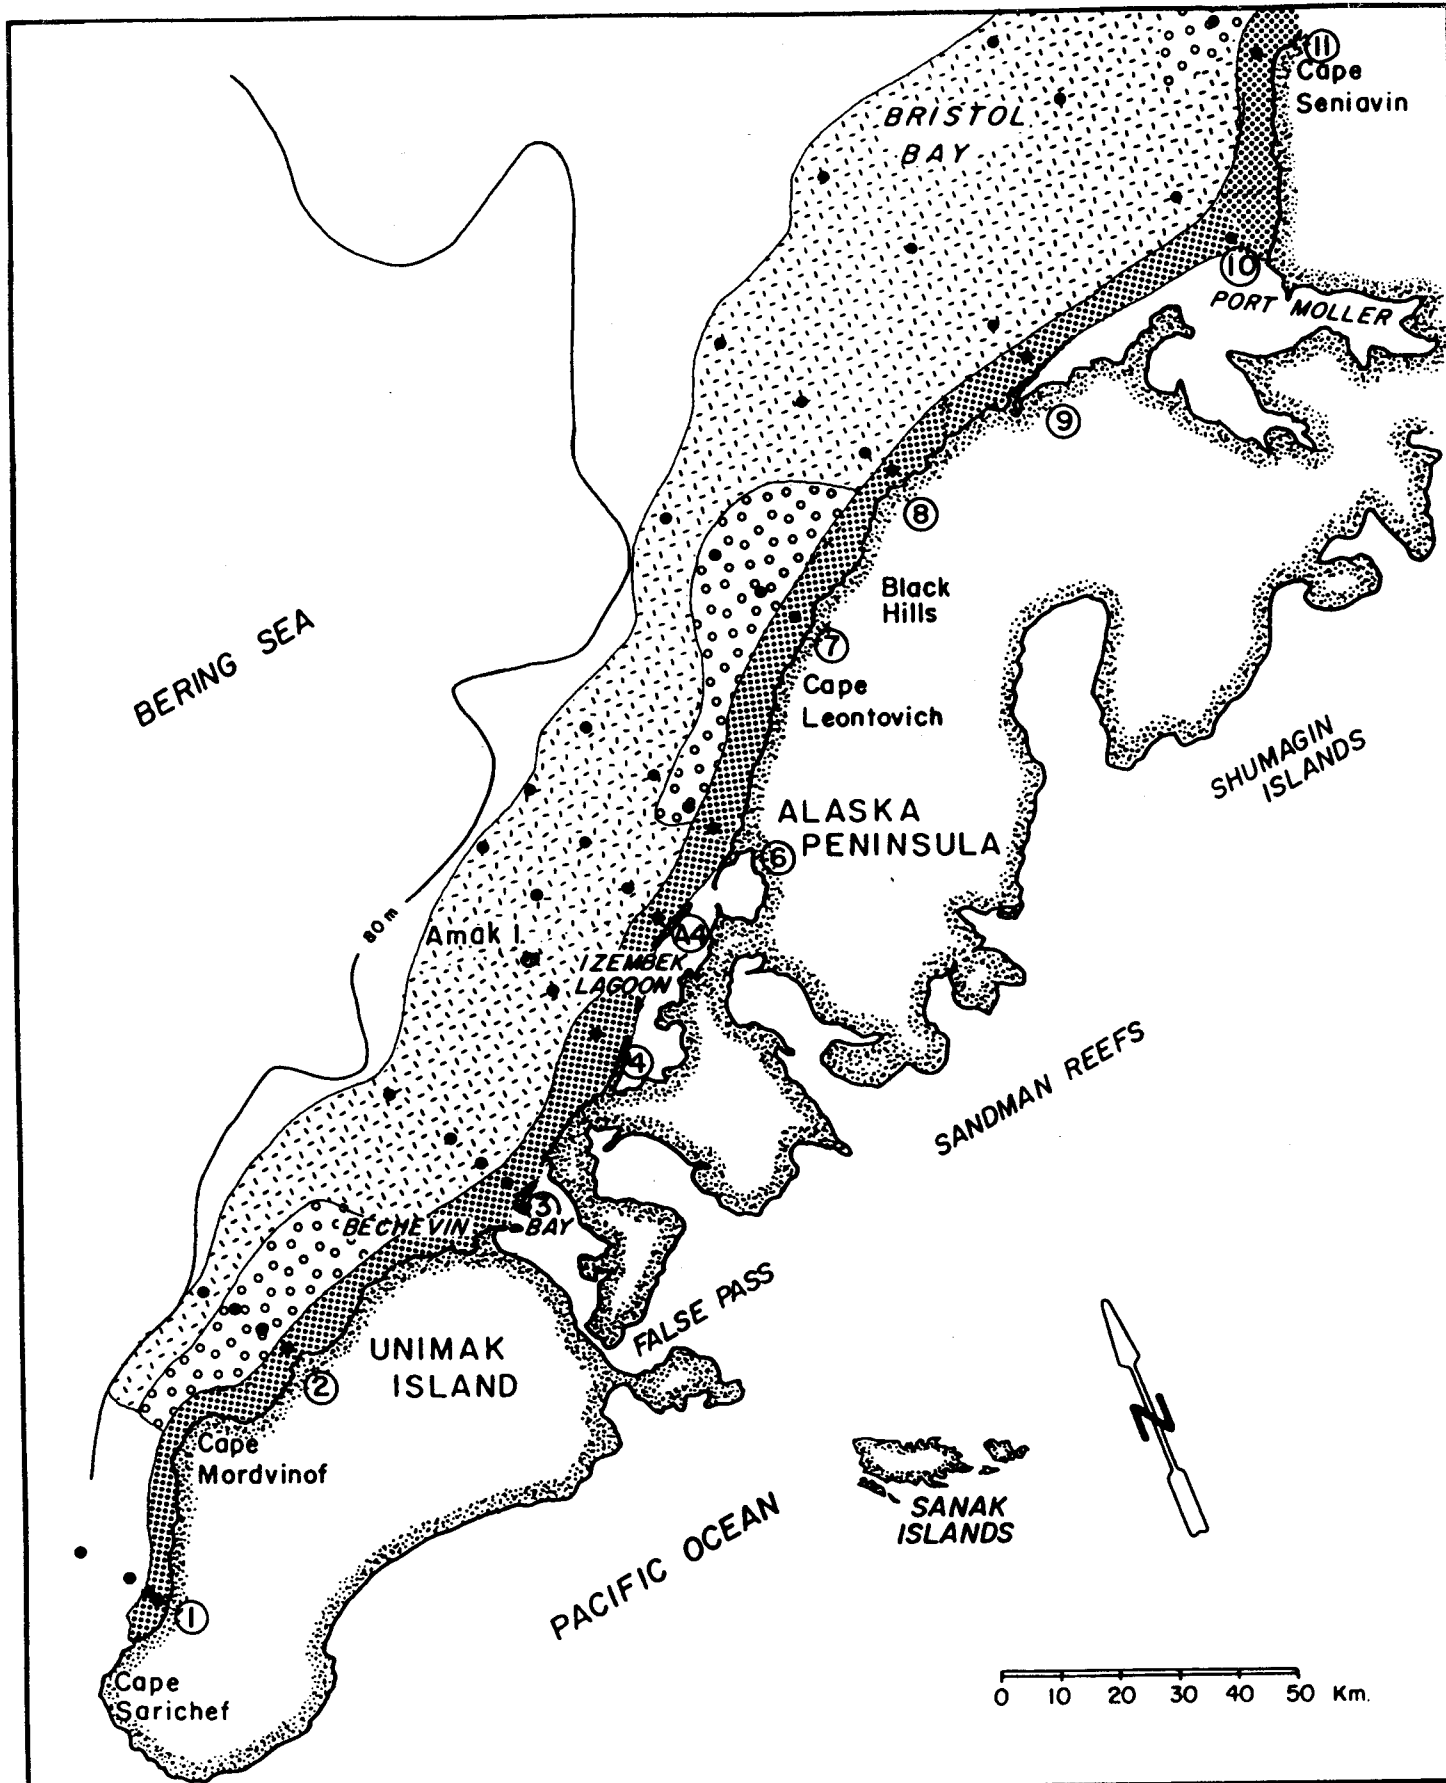 11
Cape
Seniavin
BRISTOL
BAY
10
PORT MOLLER
9
8
Black
Hills
7
Cape
Leontovich
BERING SEA
SHUMAGIN
ISLANDS
ALASKA
PENINSULA
6
80 m
Amak I.
A4
IZEMBEK
LAGOON
4
SANDMAN REEFS
3
BECHEVIN BAY
FALSE PASS
UNIMAK
ISLAND
2
N
Cape
Mordvinof
SANAK
ISLANDS
PACIFIC OCEAN
1
Cape
Sarichef
0 10 20 30 40 50 Km.